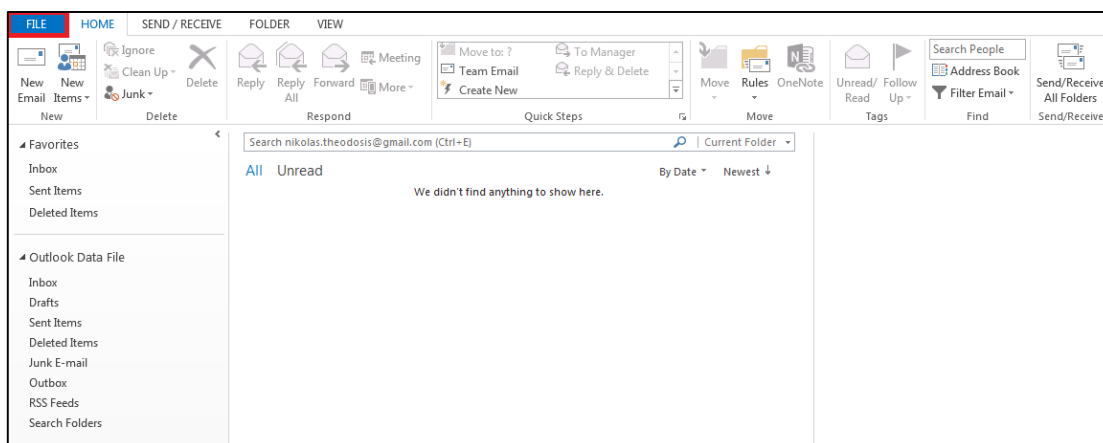 FILE HOME SEND / RECEIVE FOLDER VIEW
New Email
New Items
Ignore
Clean Up
Junk
Delete
Reply
Reply All
Forward
Meeting
More
Move to: ?
Team Email
Create New
To Manager
Reply & Delete
Move
Rules
OneNote
Unread/ Read
Follow Up
Search People
Address Book
Filter Email
Send/Receive All Folders
New Delete Respond Quick Steps Move Tags Find Send/Receive
Favorites
Inbox
Sent Items
Deleted Items
Outlook Data File
Inbox
Drafts
Sent Items
Deleted Items
Junk E-mail
Outbox
RSS Feeds
Search Folders
Search nikolas.theodosis@gmail.com (Ctrl+E) Current Folder
All Unread By Date Newest ↓
We didn't find anything to show here.